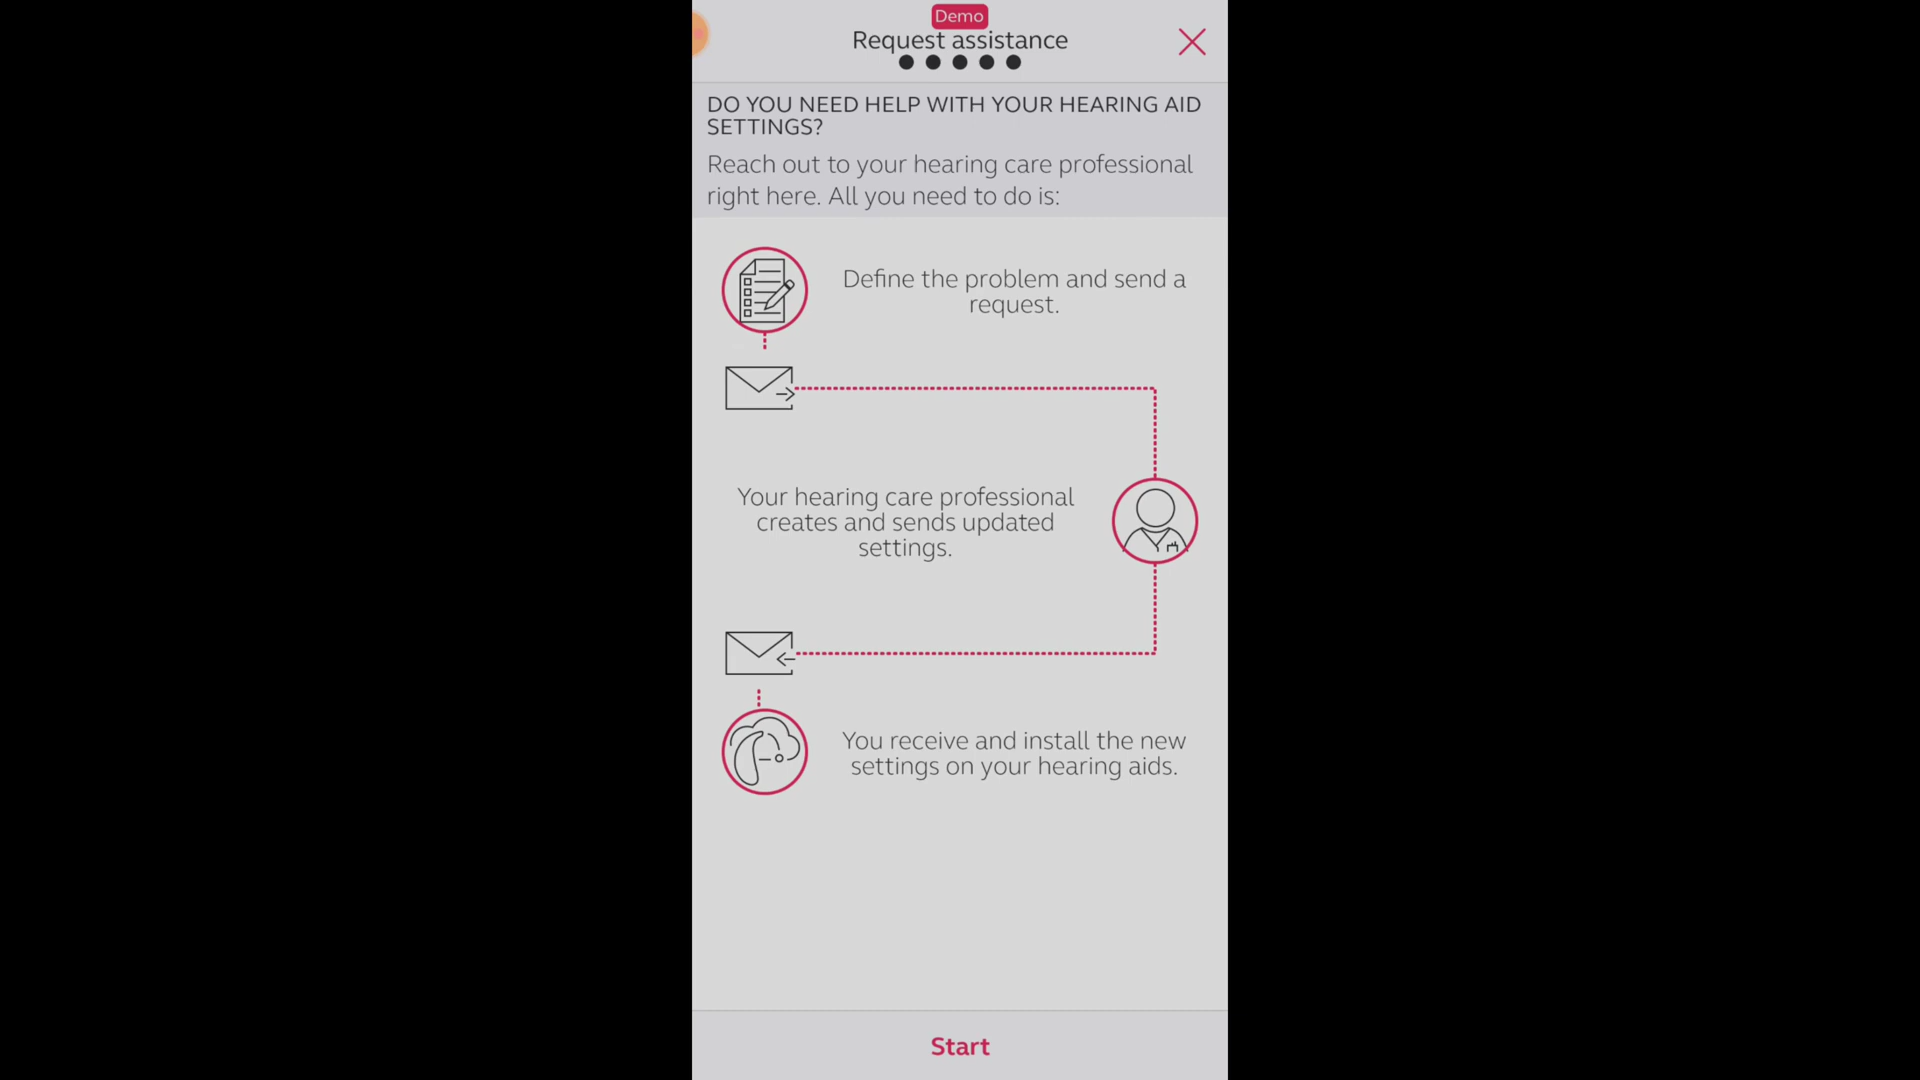 Demo
Request assistance
DO YOU NEED HELP WITH YOUR HEARING AID
SETTINGS?
Reach out to your hearing care professional
right here. All you need to do is:
Define the problem and send a
request.
Your hearing care professional
creates and sends updated
settings.
You receive and install the new
settings on your hearing aids.
Start